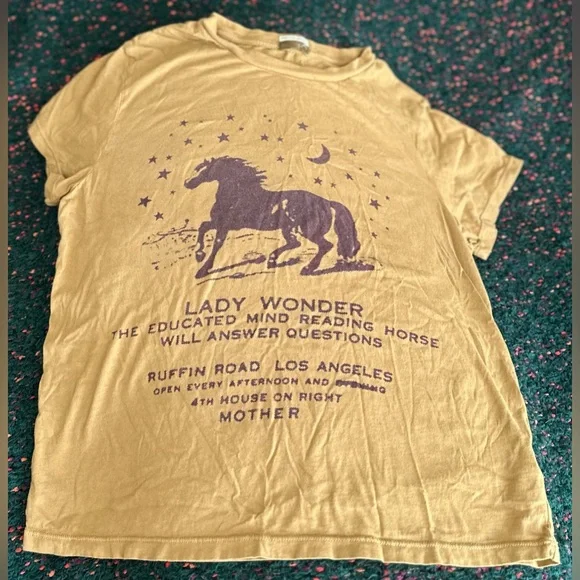 LADY WONDER
THE EDUCATED MIND READING HORSE
WILL ANSWER QUESTIONS
RUFFIN ROAD LOS ANGELES
OPEN EVERY AFTERNOON AND EVENING
4TH HOUSE ON RIGHT
MOTHER